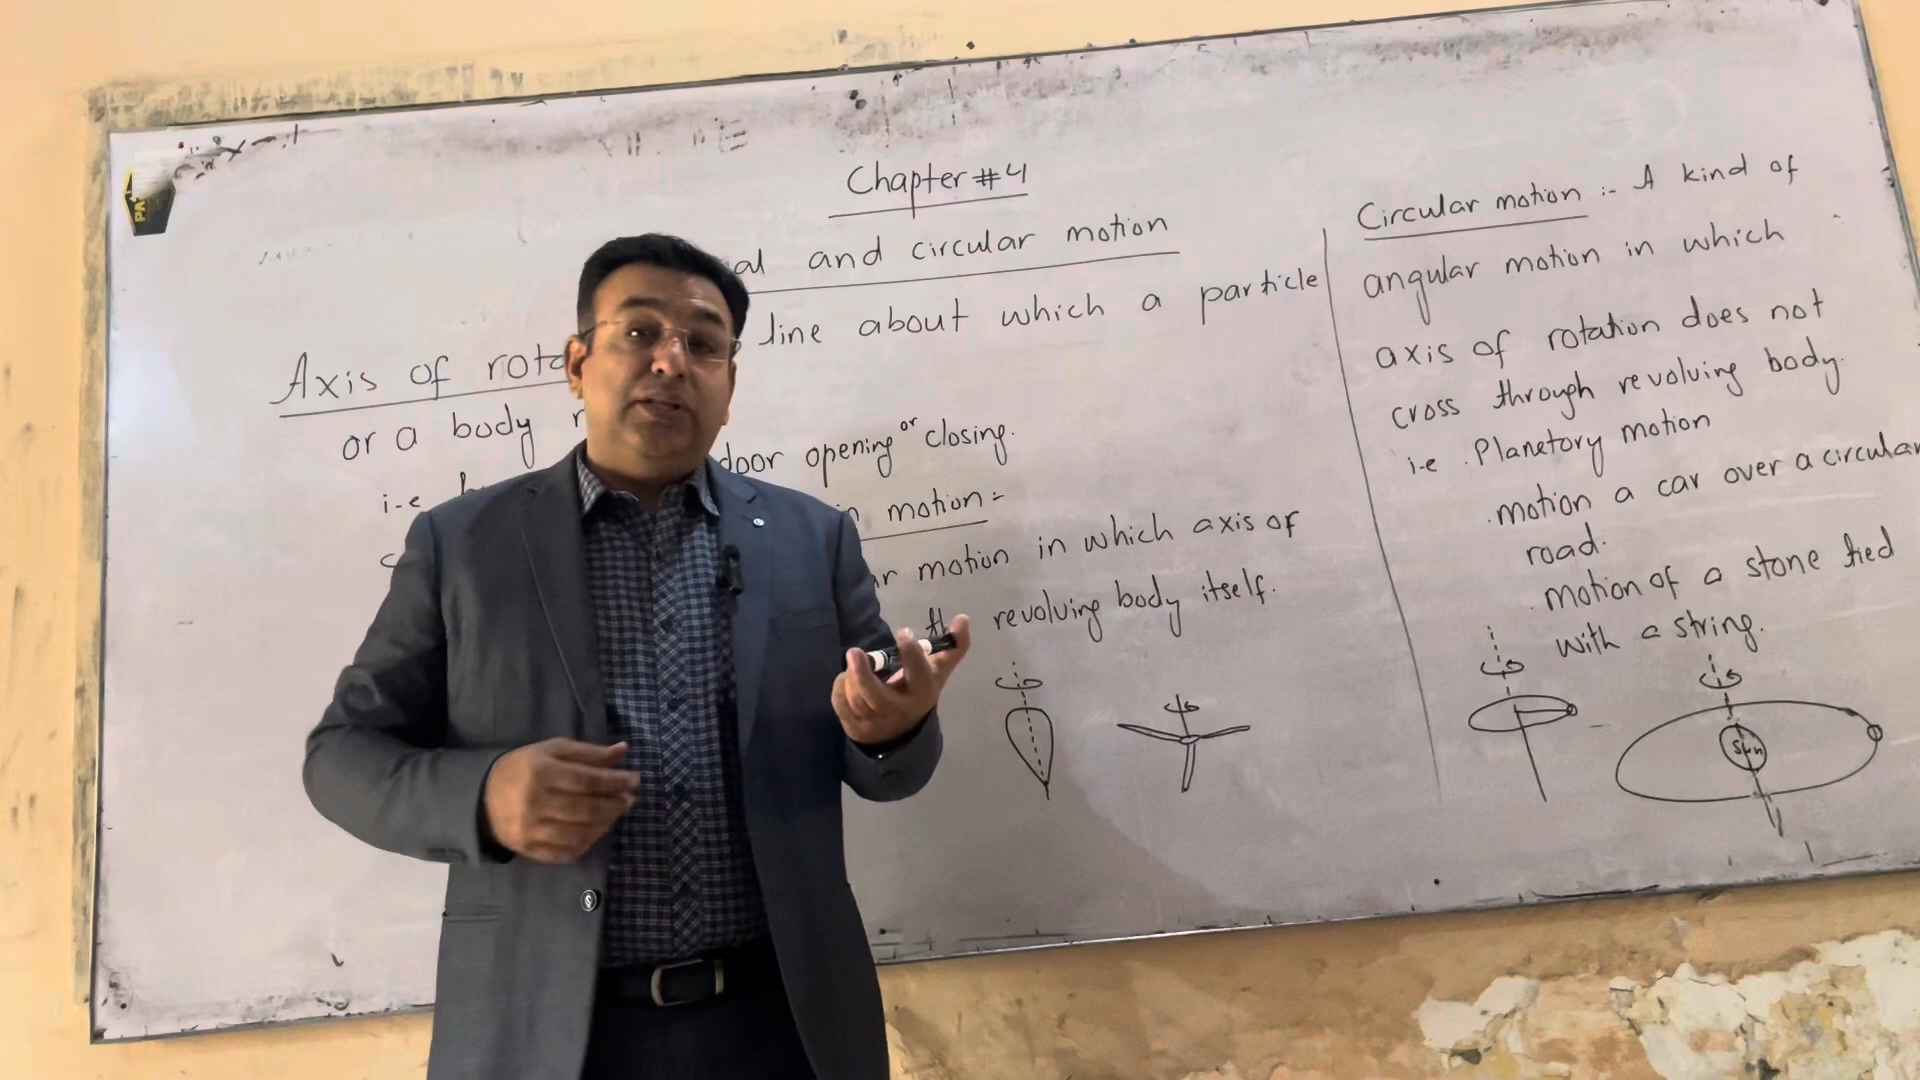 Chapter #4
al and circular motion
Axis of rota line about which a particle
or a body
i-e door opening or closing.
n motion :-
ar motion in which axis of
th revolving body itself.
Circular motion :- A kind of
angular motion in which
axis of rotation does not
cross through revolving body.
i-e . Planetory motion
. motion a car over a circular
road.
. motion of a stone tied
with a string.
Sun
PA